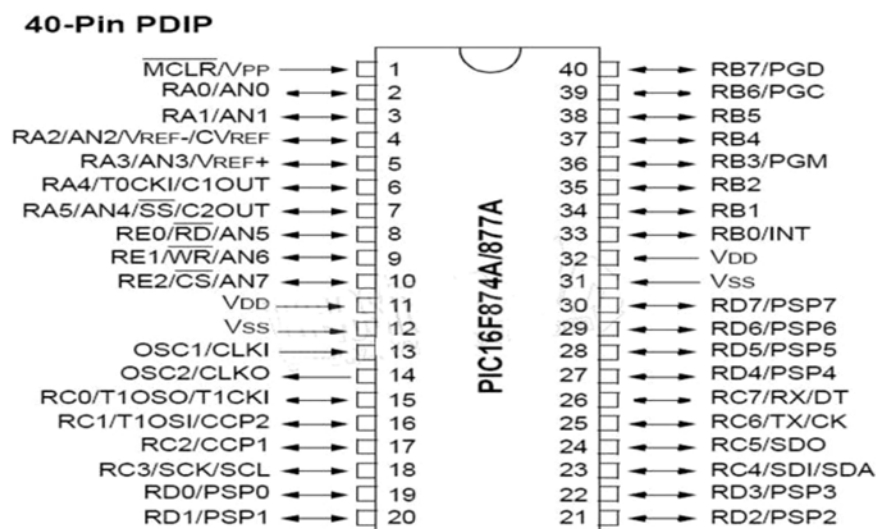 40-Pin PDIP
MCLR/VPP 1 40 RB7/PGD
RA0/AN0 2 39 RB6/PGC
RA1/AN1 3 38 RB5
RA2/AN2/VREF-/CVREF 4 37 RB4
RA3/AN3/VREF+ 5 36 RB3/PGM
RA4/T0CKI/C1OUT 6 35 RB2
RA5/AN4/SS/C2OUT 7 34 RB1
RE0/RD/AN5 8 33 RB0/INT
RE1/WR/AN6 9 32 VDD
RE2/CS/AN7 10 31 VSS
VDD 11 30 RD7/PSP7
VSS 12 29 RD6/PSP6
OSC1/CLKI 13 28 RD5/PSP5
OSC2/CLKO 14 27 RD4/PSP4
RC0/T1OSO/T1CKI 15 26 RC7/RX/DT
RC1/T1OSI/CCP2 16 25 RC6/TX/CK
RC2/CCP1 17 24 RC5/SDO
RC3/SCK/SCL 18 23 RC4/SDI/SDA
RD0/PSP0 19 22 RD3/PSP3
RD1/PSP1 20 21 RD2/PSP2
PIC16F874A/877A